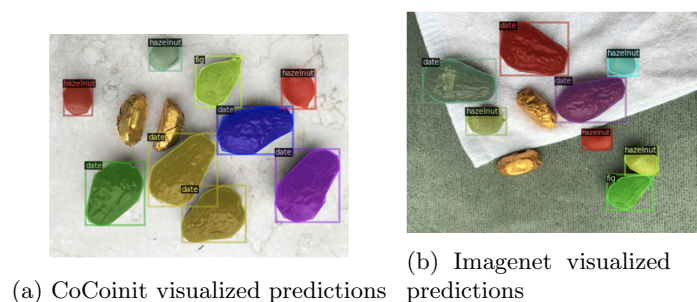 hazelnut
fig
hazelnut
hazelnut
date
date
date
date
date
date
hazelnut
date
date
hazelnut
hazelnut
hazelnut
fig
(a) CoCoinit visualized predictions
(b) Imagenet visualized
predictions